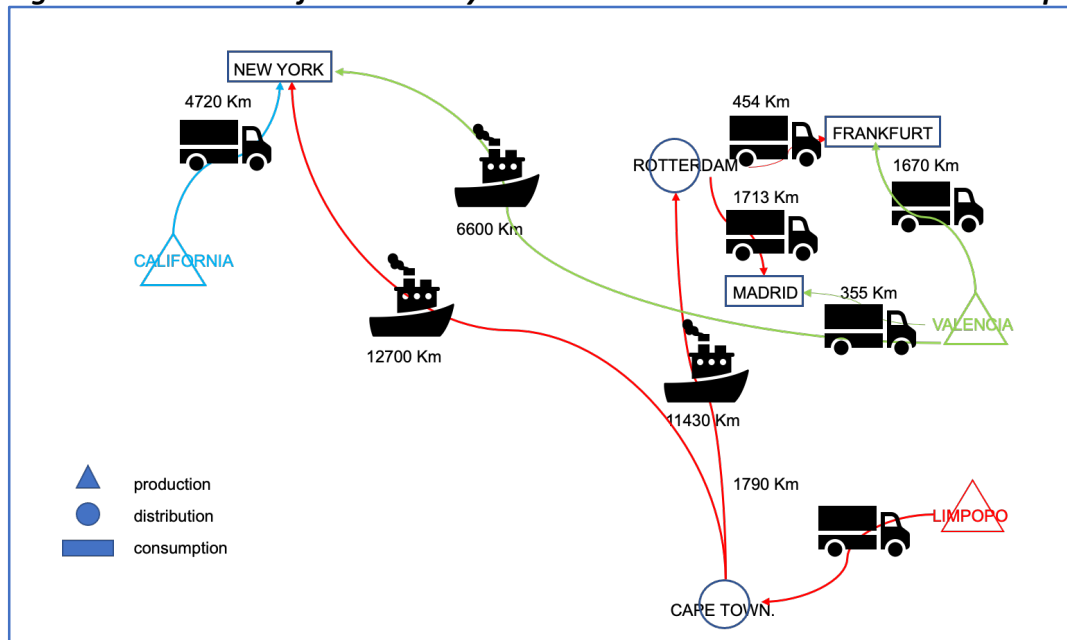 NEW YORK
4720 Km
454 Km
FRANKFURT
ROTTERDAM
1670 Km
1713 Km
6600 Km
CALIFORNIA
MADRID
355 Km
VALENCIA
12700 Km
11430 Km
1790 Km
production
LIMPOPO
distribution
consumption
CAPE TOWN.